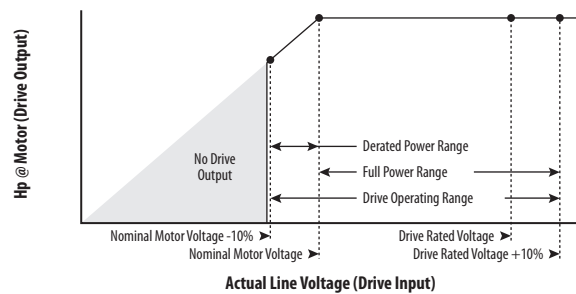 Hp @ Motor (Drive Output)
No Drive
Output
Derated Power Range
Full Power Range
Drive Operating Range
Nominal Motor Voltage -10%
Drive Rated Voltage
Nominal Motor Voltage
Drive Rated Voltage +10%
Actual Line Voltage (Drive Input)